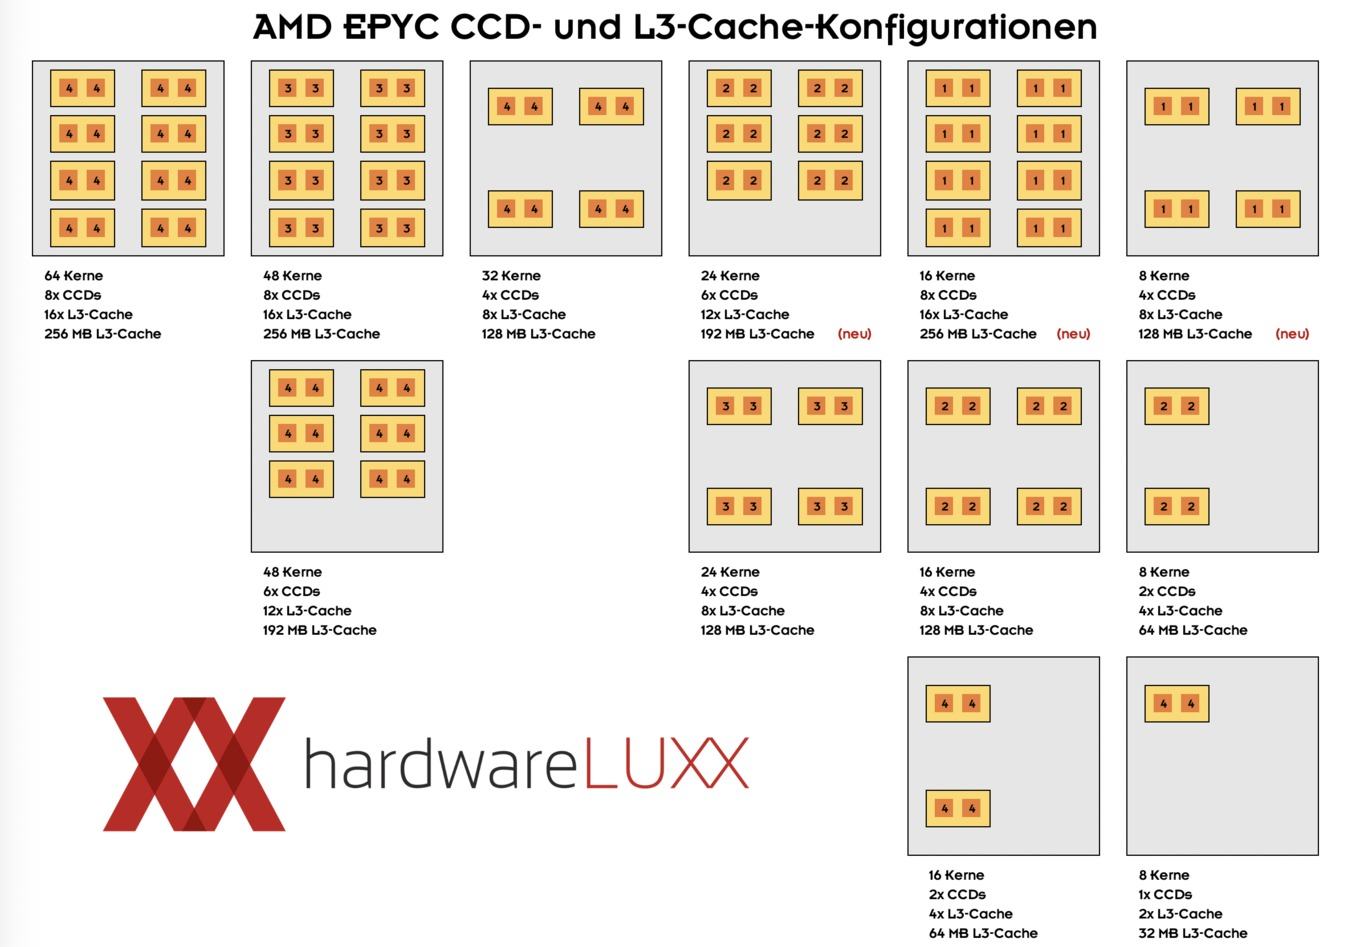 AMD EPYC CCD- und L3-Cache-Konfigurationen
4 4 4 4
4 4 4 4
4 4 4 4
4 4 4 4
64 Kerne
8x CCDs
16x L3-Cache
256 MB L3-Cache
3 3 3 3
3 3 3 3
3 3 3 3
3 3 3 3
48 Kerne
8x CCDs
16x L3-Cache
256 MB L3-Cache
4 4 4 4
4 4 4 4
32 Kerne
4x CCDs
8x L3-Cache
128 MB L3-Cache
2 2 2 2
2 2 2 2
2 2 2 2
24 Kerne
6x CCDs
12x L3-Cache
192 MB L3-Cache (neu)
1 1 1 1
1 1 1 1
1 1 1 1
1 1 1 1
16 Kerne
8x CCDs
16x L3-Cache
256 MB L3-Cache (neu)
1 1 1 1
1 1 1 1
8 Kerne
4x CCDs
8x L3-Cache
128 MB L3-Cache (neu)
4 4 4 4
4 4 4 4
4 4 4 4
48 Kerne
6x CCDs
12x L3-Cache
192 MB L3-Cache
3 3 3 3
3 3 3 3
24 Kerne
4x CCDs
8x L3-Cache
128 MB L3-Cache
2 2 2 2
2 2 2 2
16 Kerne
4x CCDs
8x L3-Cache
128 MB L3-Cache
2 2
2 2
8 Kerne
2x CCDs
4x L3-Cache
64 MB L3-Cache
XX hardwareLUXX
4 4
4 4
16 Kerne
2x CCDs
4x L3-Cache
64 MB L3-Cache
4 4
8 Kerne
1x CCDs
2x L3-Cache
32 MB L3-Cache